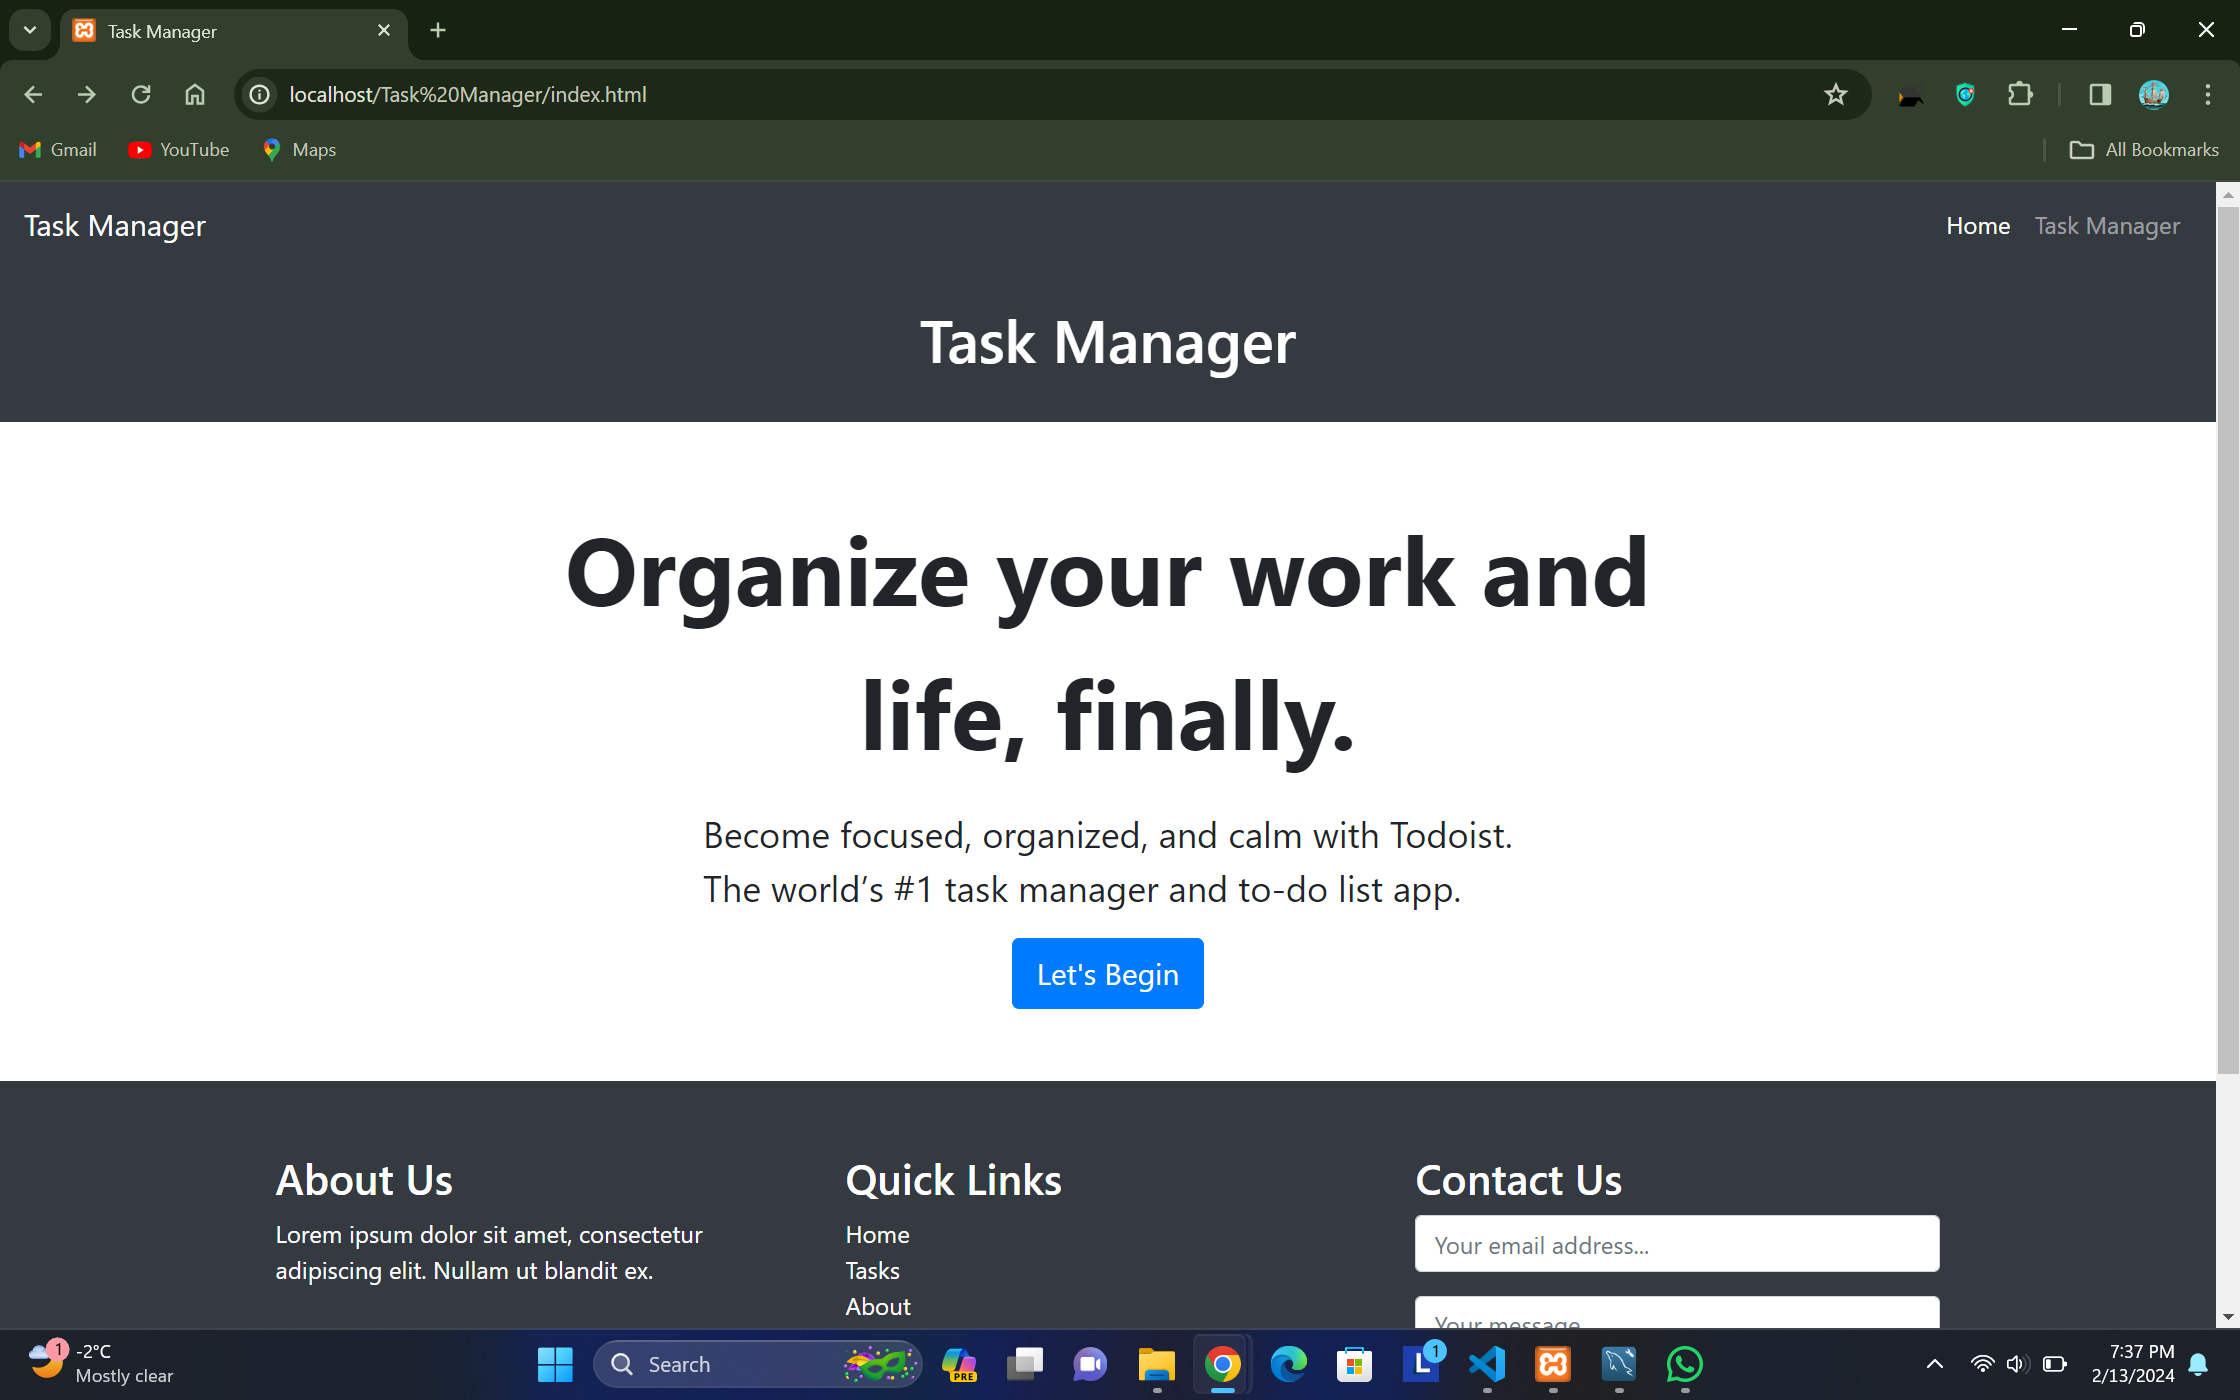 Task Manager
localhost/Task%20Manager/index.html
Gmail
YouTube
Maps
All Bookmarks
Task Manager
Home
Task Manager
Task Manager
Organize your work and
life, finally.
Become focused, organized, and calm with Todoist.
The world’s #1 task manager and to-do list app.
Let's Begin
About Us
Lorem ipsum dolor sit amet, consectetur
adipiscing elit. Nullam ut blandit ex.
Quick Links
Home
Tasks
About
Contact Us
Your email address...
Your message
1
-2°C
Mostly clear
Search
PRE
L
1
7:37 PM
2/13/2024